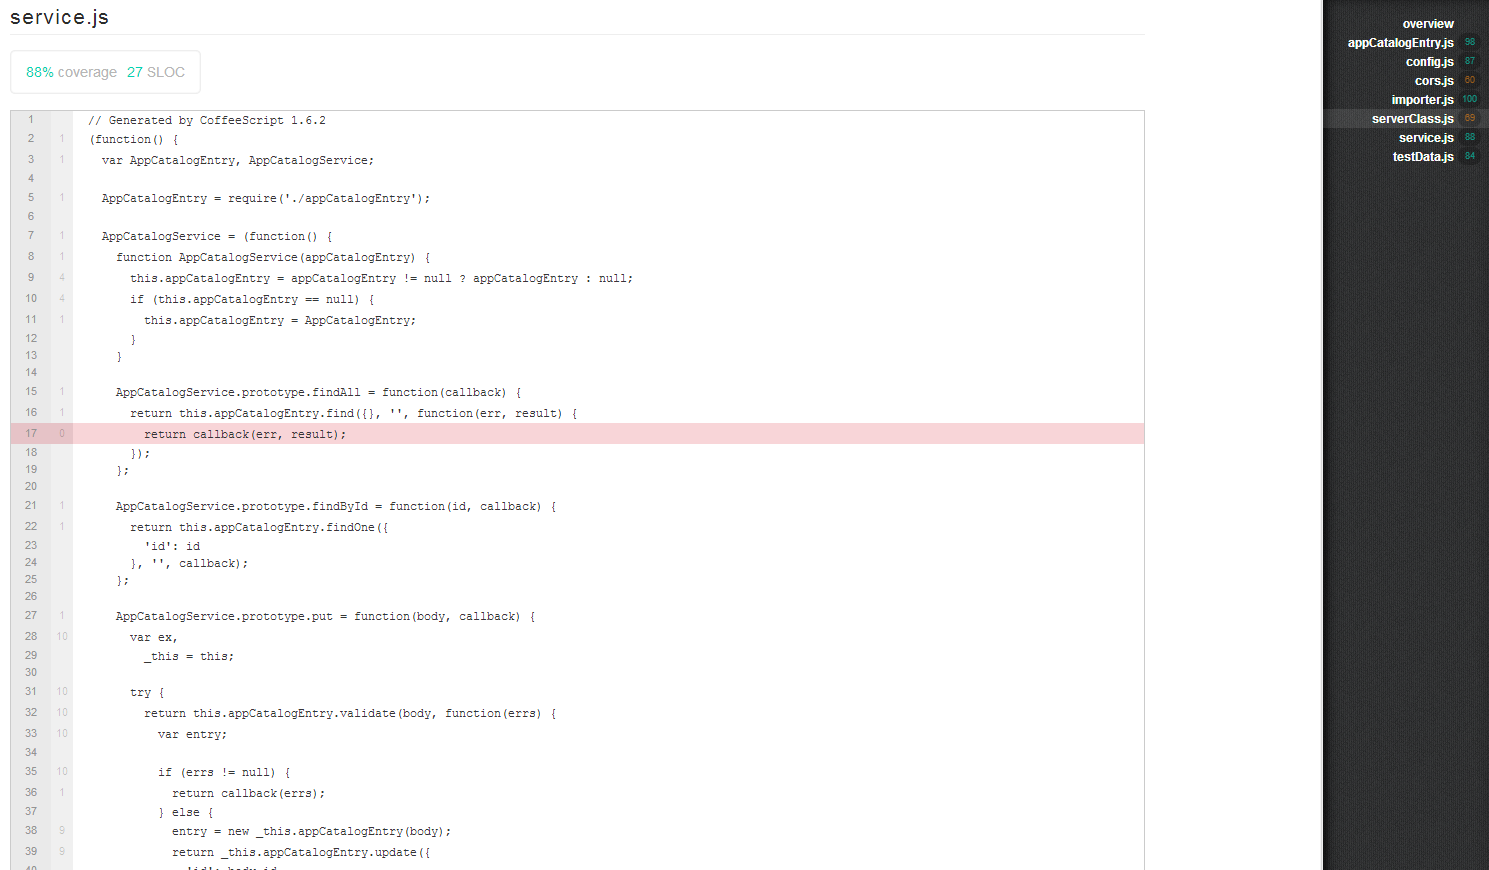 service.js
88% coverage 27 SLOC
1 // Generated by CoffeeScript 1.6.2
2 1 (function() {
3 1 var AppCatalogEntry, AppCatalogService;
4
5 1 AppCatalogEntry = require('./appCatalogEntry');
6
7 1 AppCatalogService = (function() {
8 1 function AppCatalogService(appCatalogEntry) {
9 4 this.appCatalogEntry = appCatalogEntry != null ? appCatalogEntry : null;
10 4 if (this.appCatalogEntry == null) {
11 1 this.appCatalogEntry = AppCatalogEntry;
12 }
13 }
14
15 1 AppCatalogService.prototype.findAll = function(callback) {
16 1 return this.appCatalogEntry.find({}, '', function(err, result) {
17 0 return callback(err, result);
18 });
19 };
20
21 1 AppCatalogService.prototype.findById = function(id, callback) {
22 1 return this.appCatalogEntry.findOne({
23 'id': id
24 }, '', callback);
25 };
26
27 1 AppCatalogService.prototype.put = function(body, callback) {
28 10 var ex,
29 _this = this;
30
31 10 try {
32 10 return this.appCatalogEntry.validate(body, function(errs) {
33 10 var entry;
34
35 10 if (errs != null) {
36 1 return callback(errs);
37 } else {
38 9 entry = new _this.appCatalogEntry(body);
39 9 return _this.appCatalogEntry.update({
40 'id': body.id
overview
appCatalogEntry.js 98
config.js 87
cors.js 60
importer.js 100
serverClass.js 69
service.js 88
testData.js 84